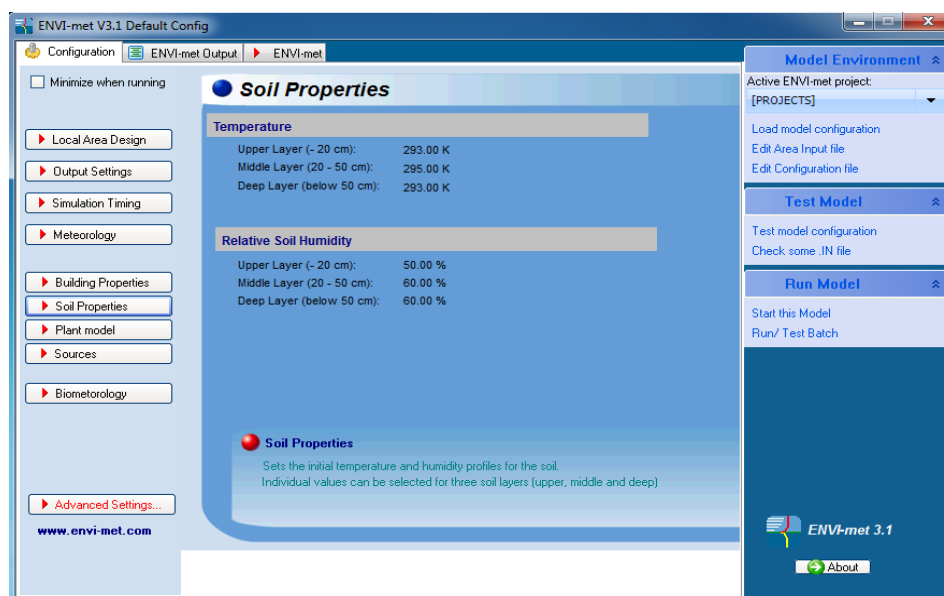 ENVI-met V3.1 Default Config
Configuration
ENVI-met Output
ENVI-met
Minimize when running
Local Area Design
Output Settings
Simulation Timing
Meteorology
Building Properties
Soil Properties
Plant model
Sources
Biometorology
Advanced Settings...
www.envi-met.com
Soil Properties
Temperature
Upper Layer (- 20 cm): 293.00 K
Middle Layer (20 - 50 cm): 295.00 K
Deep Layer (below 50 cm): 293.00 K
Relative Soil Humidity
Upper Layer (- 20 cm): 50.00 %
Middle Layer (20 - 50 cm): 60.00 %
Deep Layer (below 50 cm): 60.00 %
Soil Properties
Sets the initial temperature and humidity profiles for the soil.
Individual values can be selected for three soil layers (upper, middle and deep)
Model Environment
Active ENVI-met project:
[PROJECTS]
Load model configuration
Edit Area Input file
Edit Configuration file
Test Model
Test model configuration
Check some .IN file
Run Model
Start this Model
Run/ Test Batch
ENVI-met 3.1
About